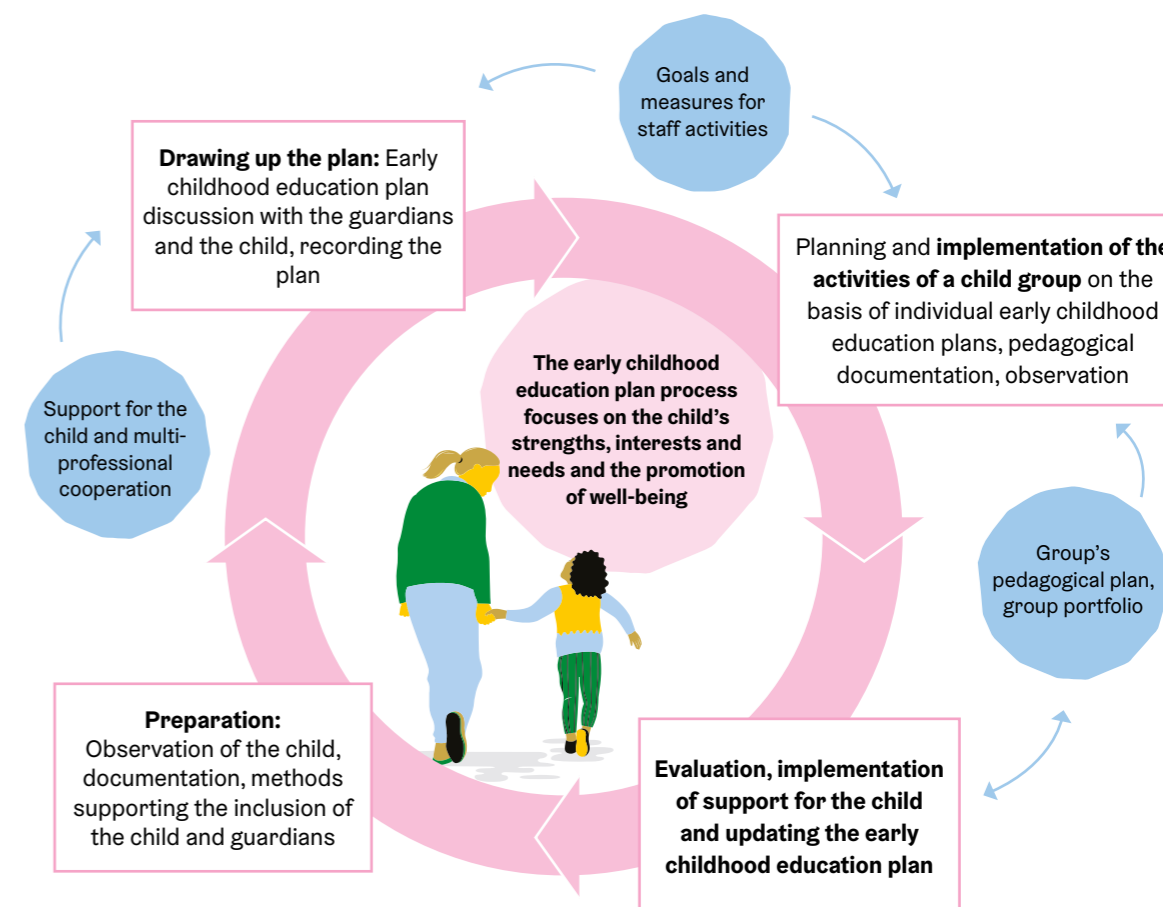 Goals and
measures for
staff activities
Drawing up the plan: Early
childhood education plan
discussion with the guardians
and the child, recording the
plan
Planning and implementation of the
activities of a child group on the
basis of individual early childhood
education plans, pedagogical
documentation, observation
The early childhood
education plan process
focuses on the child’s
strengths, interests and
needs and the promotion
of well-being
Support for the
child and multi-
professional
cooperation
Group’s
pedagogical plan,
group portfolio
Preparation:
Observation of the child,
documentation, methods
supporting the inclusion of
the child and guardians
Evaluation, implementation
of support for the child
and updating the early
childhood education plan